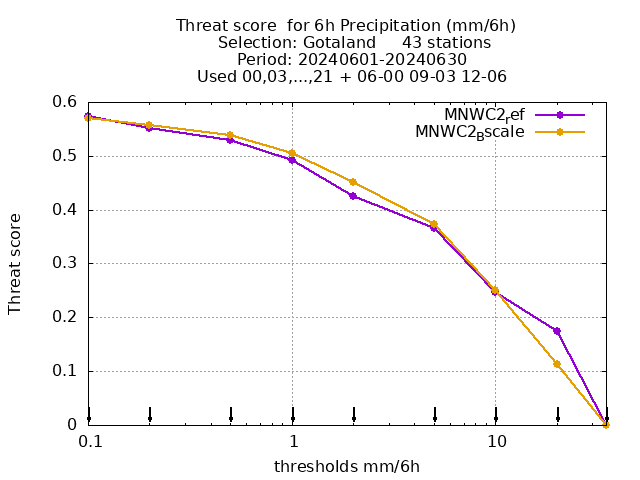 Threat score  for 6h Precipitation (mm/6h)
Selection: Gotaland     43 stations
Period: 20240601-20240630
Used 00,03,...,21 + 06-00 09-03 12-06
MNWC2_ref
MNWC2_Bscale
0.6
0.5
0.4
0.3
0.2
0.1
0
Threat score
0.1 1 10
thresholds mm/6h